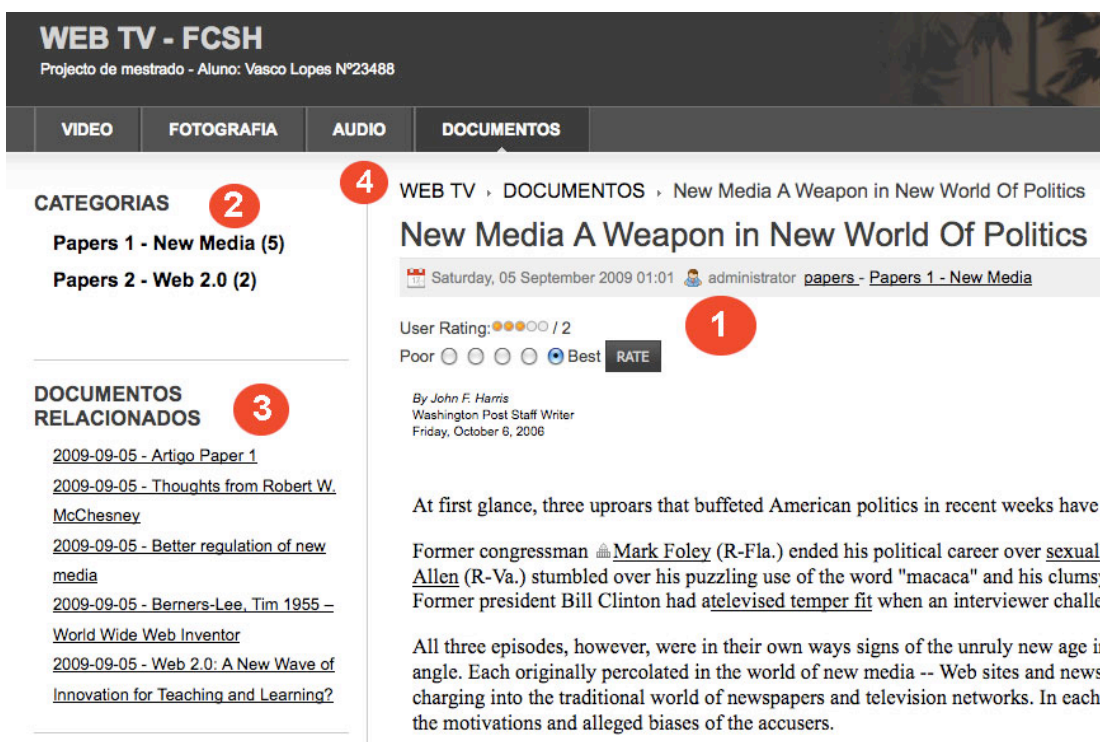 WEB TV - FCSH
Projecto de mestrado - Aluno: Vasco Lopes Nº23488
VIDEO FOTOGRAFIA AUDIO DOCUMENTOS
CATEGORIAS
2
Papers 1 - New Media (5)
Papers 2 - Web 2.0 (2)
DOCUMENTOS
RELACIONADOS
3
2009-09-05 - Artigo Paper 1
2009-09-05 - Thoughts from Robert W.
McChesney
2009-09-05 - Better regulation of new
media
2009-09-05 - Berners-Lee, Tim 1955 –
World Wide Web Inventor
2009-09-05 - Web 2.0: A New Wave of
Innovation for Teaching and Learning?
4
WEB TV › DOCUMENTOS › New Media A Weapon in New World Of Politics
New Media A Weapon in New World Of Politics
17 Saturday, 05 September 2009 01:01 administrator papers - Papers 1 - New Media
1
User Rating: / 2
Poor Best RATE
By John F. Harris
Washington Post Staff Writer
Friday, October 6, 2006
At first glance, three uproars that buffeted American politics in recent weeks have
Former congressman Mark Foley (R-Fla.) ended his political career over sexual
Allen (R-Va.) stumbled over his puzzling use of the word "macaca" and his
Former president Bill Clinton had atelevised temper fit when an interviewer
All three episodes, however, were in their own ways signs of the unruly new age
angle. Each originally percolated in the world of new media -- Web sites and news
charging into the traditional world of newspapers and television networks. In each
the motivations and alleged biases of the accusers.